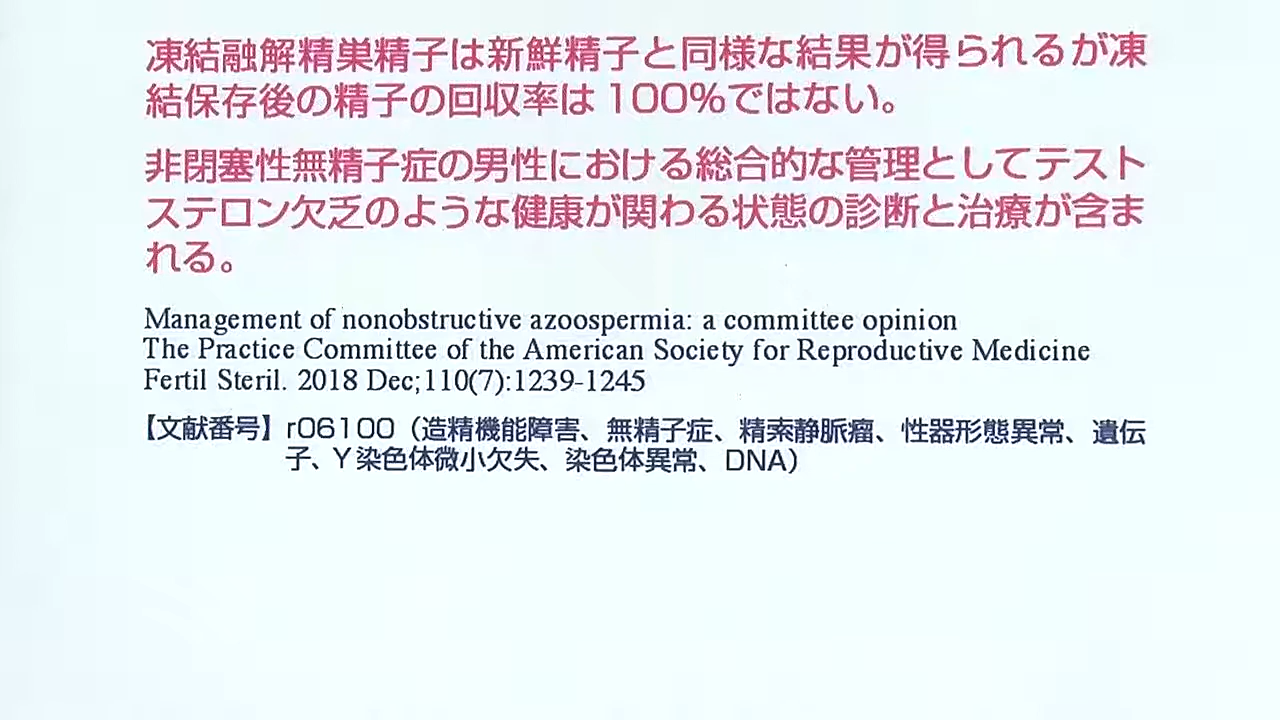 凍結融解精巣精子は新鮮精子と同様な結果が得られるが凍
結保存後の精子の回収率は 100%ではない。
非閉塞性無精子症の男性における総合的な管理としてテスト
ステロン欠乏のような健康が関わる状態の診断と治療が含ま
れる。
Management of nonobstructive azoospermia: a committee opinion
The Practice Committee of the American Society for Reproductive Medicine
Fertil Steril. 2018 Dec;110(7):1239-1245
【文献番号】r06100（造精機能障害、無精子症、精索静脈瘤、性器形態異常、遺伝
子、Y 染色体微小欠失、染色体異常、DNA）